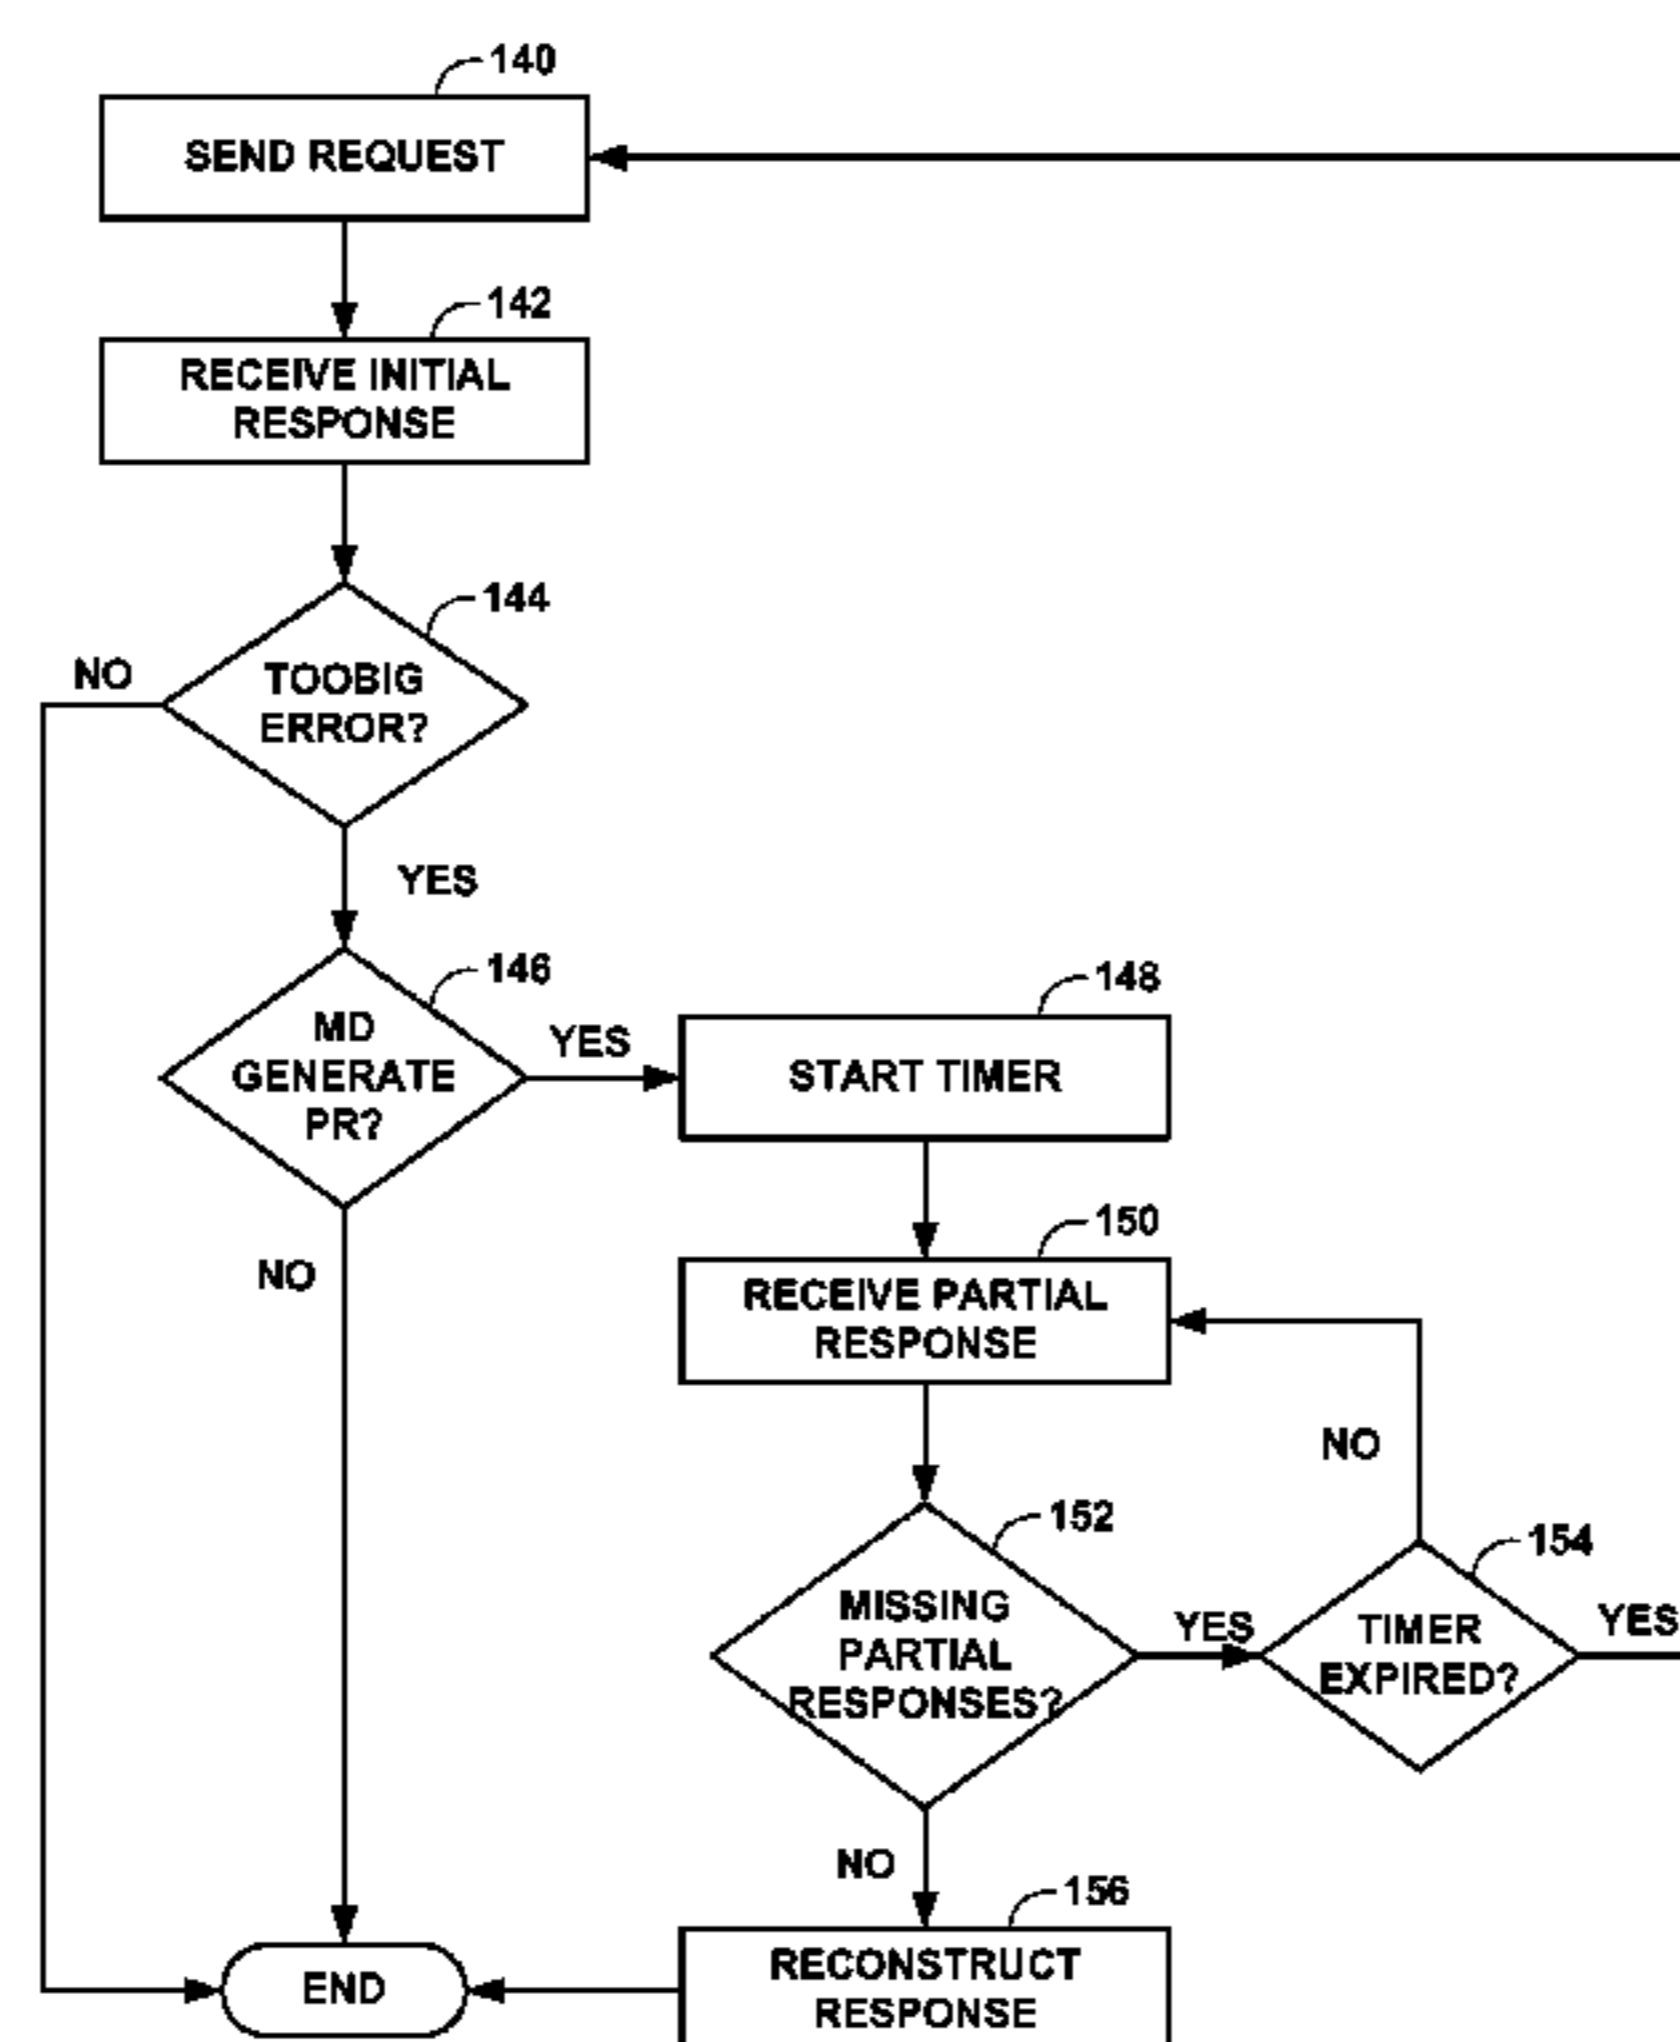 140
SEND REQUEST
142
RECEIVE INITIAL
RESPONSE
144
NO
TOOBIG
ERROR?
YES
146
MD
GENERATE
PR?
YES
148
START TIMER
NO
150
RECEIVE PARTIAL
RESPONSE
NO
152
MISSING
PARTIAL
RESPONSES?
YES
154
TIMER
EXPIRED?
YES
NO
156
RECONSTRUCT
RESPONSE
END